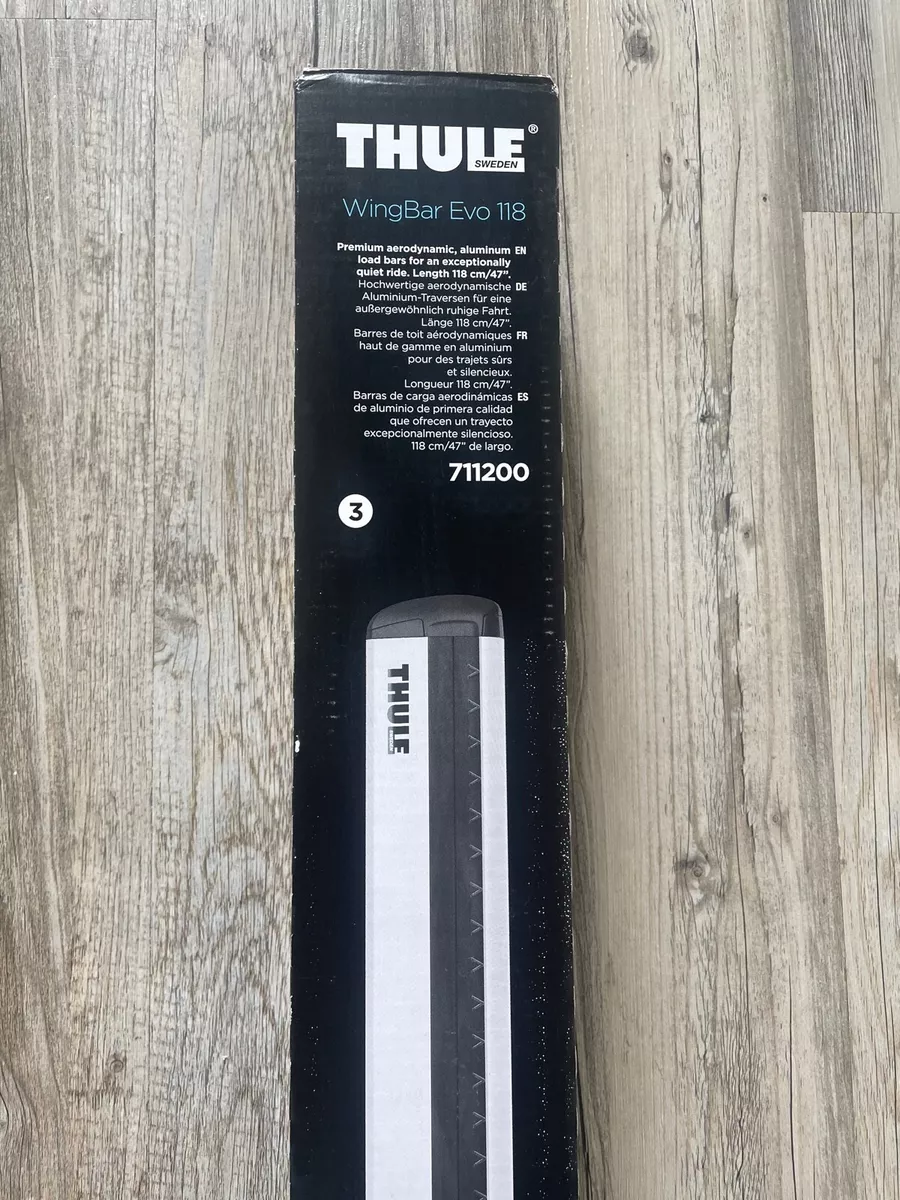 THULE®
SWEDEN
WingBar Evo 118
Premium aerodynamic, aluminum EN
load bars for an exceptionally
quiet ride. Length 118 cm/47”.
Hochwertige aerodynamische DE
Aluminium-Traversen für eine
außergewöhnlich ruhige Fahrt.
Länge 118 cm/47”.
Barres de toit aérodynamiques FR
haut de gamme en aluminium
pour des trajets sûrs
et silencieux.
Longueur 118 cm/47”.
Barras de carga aerodinámicas ES
de aluminio de primera calidad
que ofrecen un trayecto
excepcionalmente silencioso.
118 cm/47” de largo.
711200
3
THULE
SWEDEN